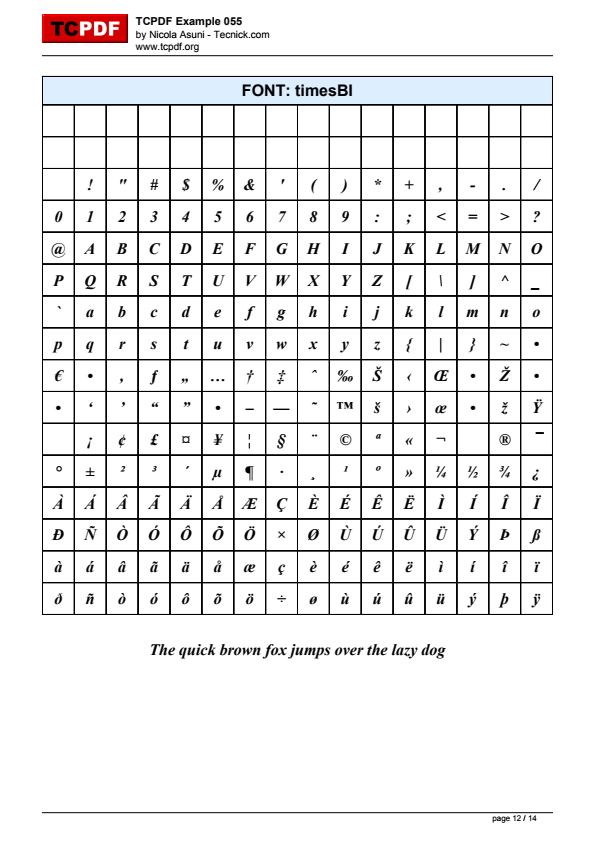 TCPDF
TCPDF Example 055
by Nicola Asuni - Tecnick.com
www.tcpdf.org
FONT: timesBI
! " # $ % & ' ( ) * + , - . /
0 1 2 3 4 5 6 7 8 9 : ; < = > ?
@ A B C D E F G H I J K L M N O
P Q R S T U V W X Y Z [ \ ] ^ _
` a b c d e f g h i j k l m n o
p q r s t u v w x y z { | } ~ •
€ • ‚ ƒ „ … † ‡ ˆ ‰ Š ‹ Œ • Ž •
• ‘ ’ “ ” • – — ˜ ™ š › œ • ž Ÿ
¡ ¢ £ ¤ ¥ ¦ § ¨ © ª « ¬ ® ¯
° ± ² ³ ´ µ ¶ · ¸ ¹ º » ¼ ½ ¾ ¿
À Á Â Ã Ä Å Æ Ç È É Ê Ë Ì Í Î Ï
Ð Ñ Ò Ó Ô Õ Ö × Ø Ù Ú Û Ü Ý Þ ß
à á â ã ä å æ ç è é ê ë ì í î ï
ð ñ ò ó ô õ ö ÷ ø ù ú û ü ý þ ÿ
The quick brown fox jumps over the lazy dog
page 12 / 14